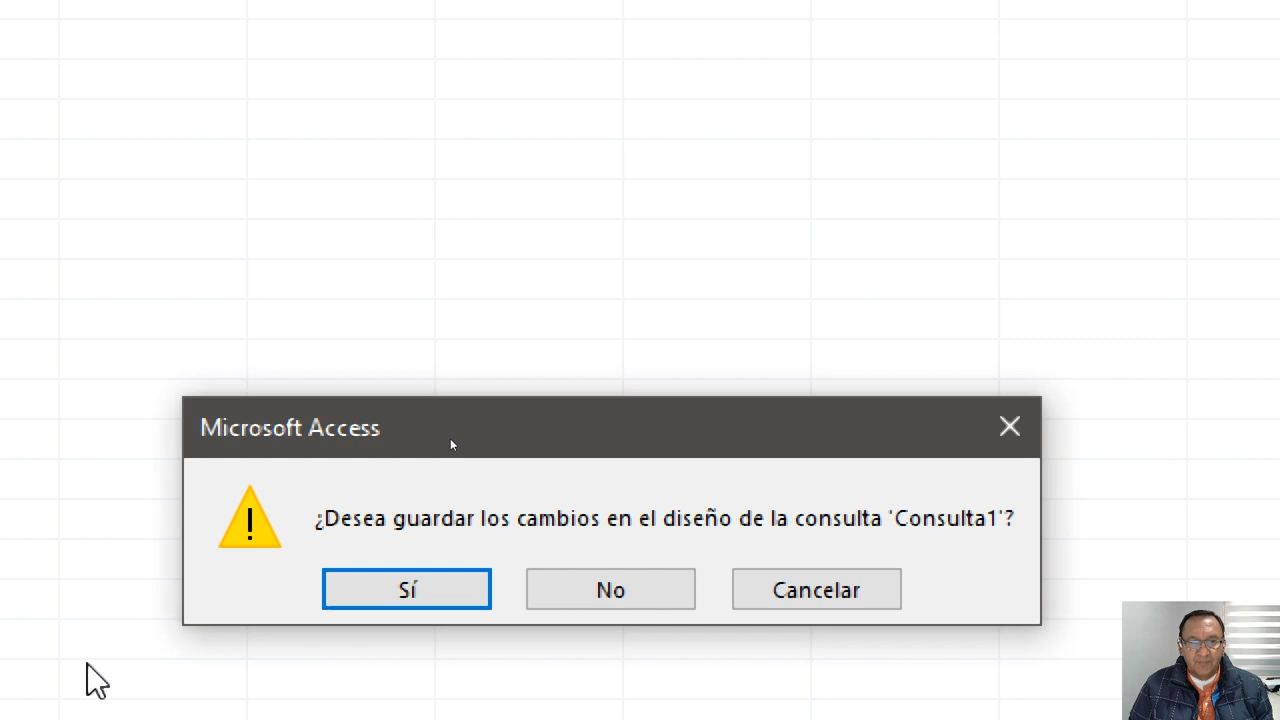 Microsoft Access
¿Desea guardar los cambios en el diseño de la consulta 'Consulta1'?
Sí
No
Cancelar